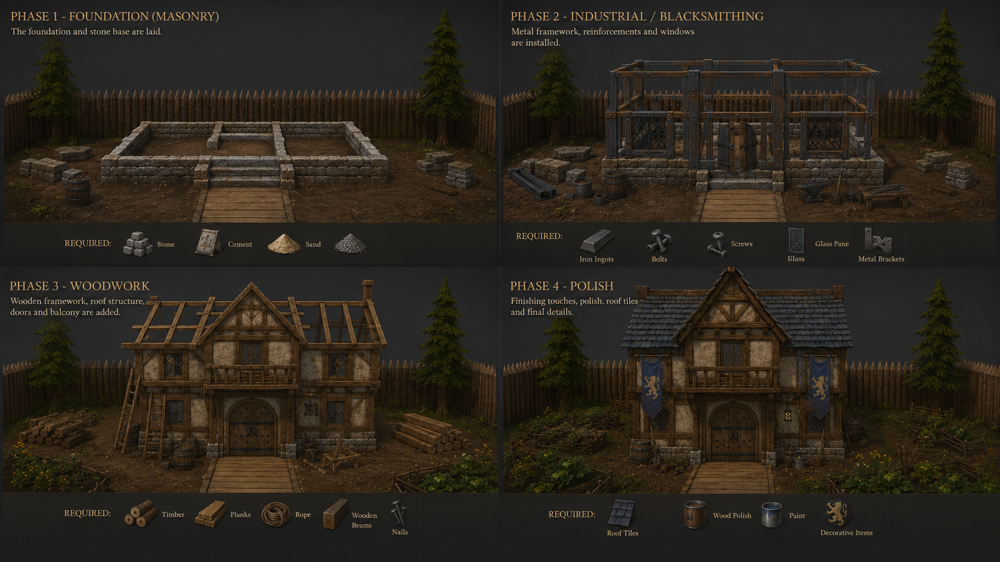 PHASE 1 - FOUNDATION (MASONRY)
The foundation and stone base are laid.
REQUIRED:
Stone
Cement
Sand
PHASE 2 - INDUSTRIAL / BLACKSMITHING
Metal framework, reinforcements and windows
are installed.
REQUIRED:
Iron Ingots
Bolts
Screws
Blass
Glass Pane
Metal Brackets
PHASE 3 - WOODWORK
Wooden framework, roof structure,
doors and balcony are added.
REQUIRED:
Timber
Planks
Rope
Wooden
Beams
Nails
PHASE 4 - POLISH
Finishing touches, polish, roof tiles
and final details.
REQUIRED:
Roof Tiles
Wood Polish
Paint
Decorative Items